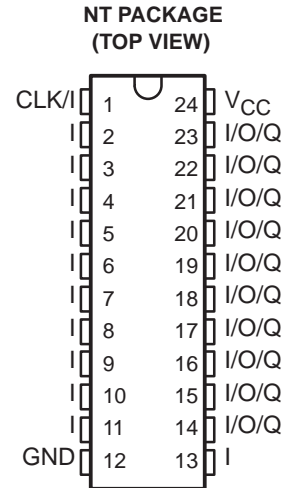 NT PACKAGE
(TOP VIEW)
CLK/I 1 24 VCC
I 2 23 I/O/Q
I 3 22 I/O/Q
I 4 21 I/O/Q
I 5 20 I/O/Q
I 6 19 I/O/Q
I 7 18 I/O/Q
I 8 17 I/O/Q
I 9 16 I/O/Q
I 10 15 I/O/Q
I 11 14 I/O/Q
GND 12 13 I